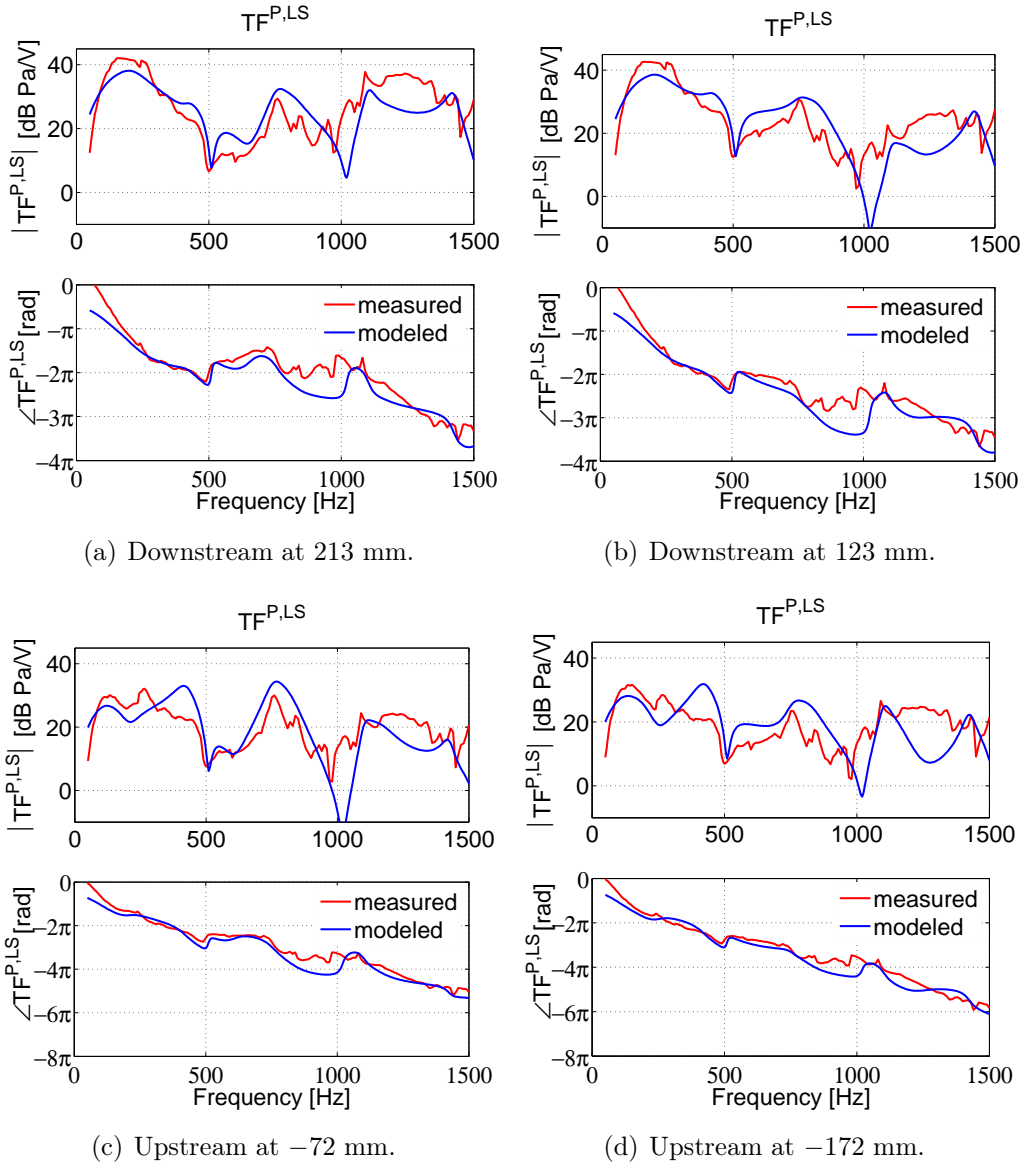 TF^P,LS
|TF^P,LS| [dB Pa/V]
40
20
0
0 500 1000 1500
∠TF^P,LS [rad]
0
−π
−2π
−3π
−4π
measured
modeled
0 500 1000 1500
Frequency [Hz]
(a) Downstream at 213 mm.
TF^P,LS
|TF^P,LS| [dB Pa/V]
40
20
0
0 500 1000 1500
∠TF^P,LS [rad]
0
−π
−2π
−3π
−4π
measured
modeled
0 500 1000 1500
Frequency [Hz]
(b) Downstream at 123 mm.
TF^P,LS
|TF^P,LS| [dB Pa/V]
40
20
0
0 500 1000 1500
∠TF^P,LS [rad]
0
−2π
−4π
−6π
−8π
measured
modeled
0 500 1000 1500
Frequency [Hz]
(c) Upstream at −72 mm.
TF^P,LS
|TF^P,LS| [dB Pa/V]
40
20
0
0 500 1000 1500
∠TF^P,LS [rad]
0
−2π
−4π
−6π
−8π
measured
modeled
0 500 1000 1500
Frequency [Hz]
(d) Upstream at −172 mm.